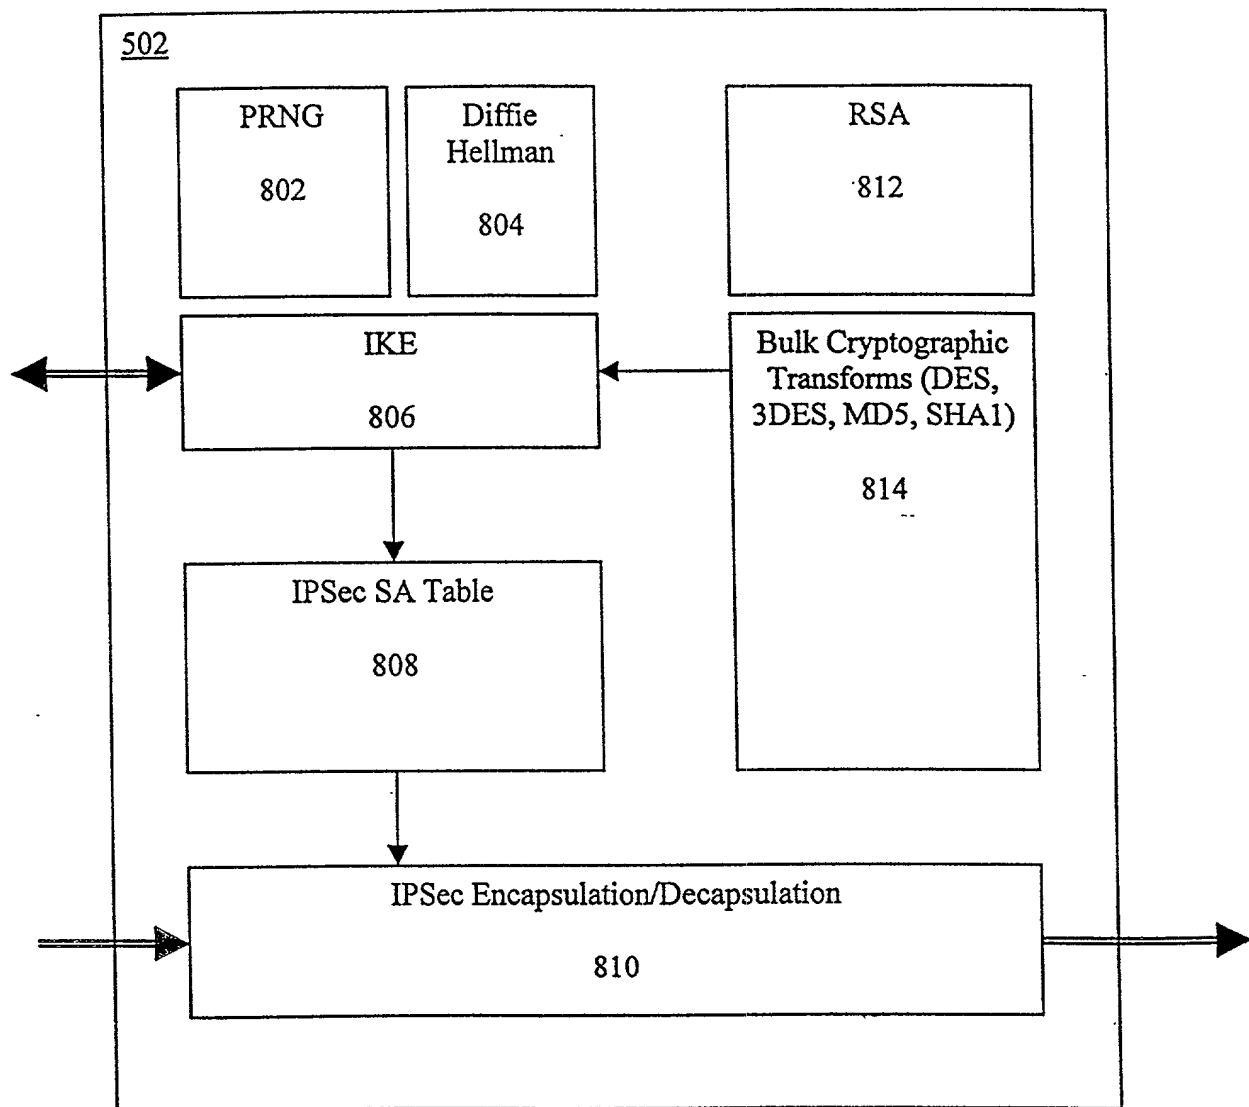 502
PRNG
802
Diffie
Hellman
804
RSA
812
IKE
806
Bulk Cryptographic
Transforms (DES,
3DES, MD5, SHA1)
814
IPSec SA Table
808
IPSec Encapsulation/Decapsulation
810